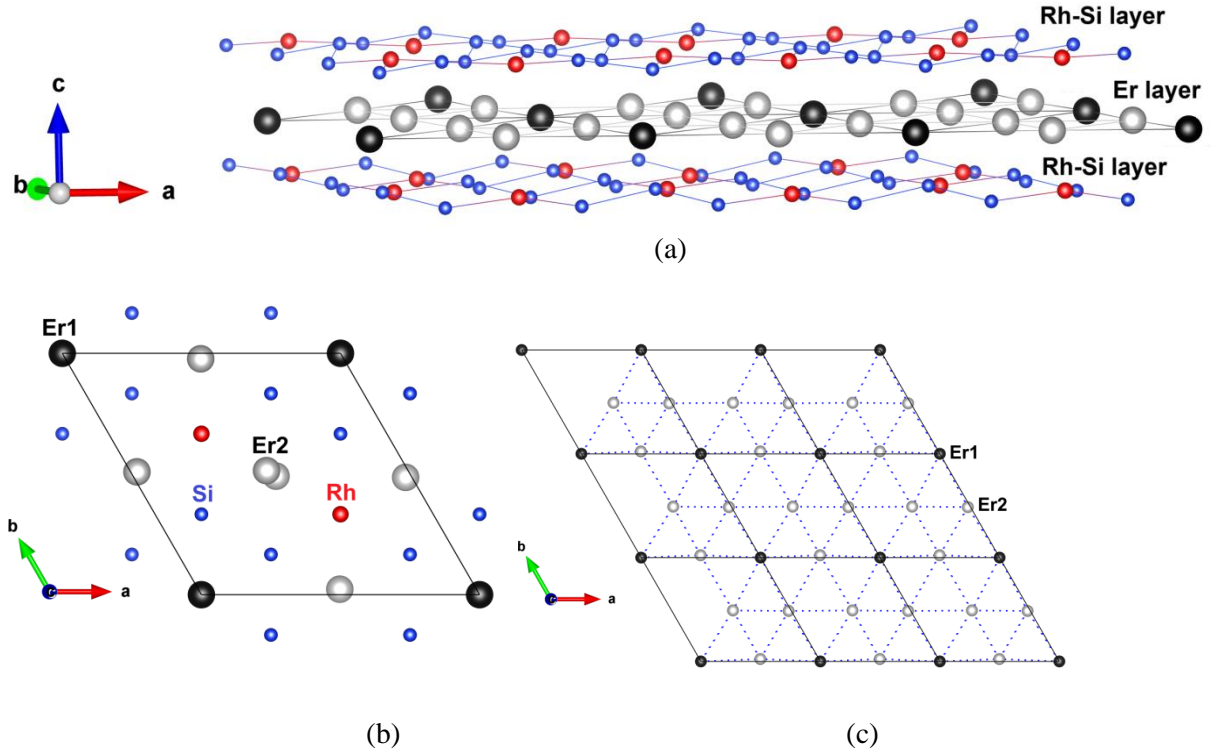 Rh-Si layer
c
Er layer
b
a
Rh-Si layer
(a)
Er1
Er2
Si
Rh
b
a
Er1
Er2
b
a
(b)
(c)